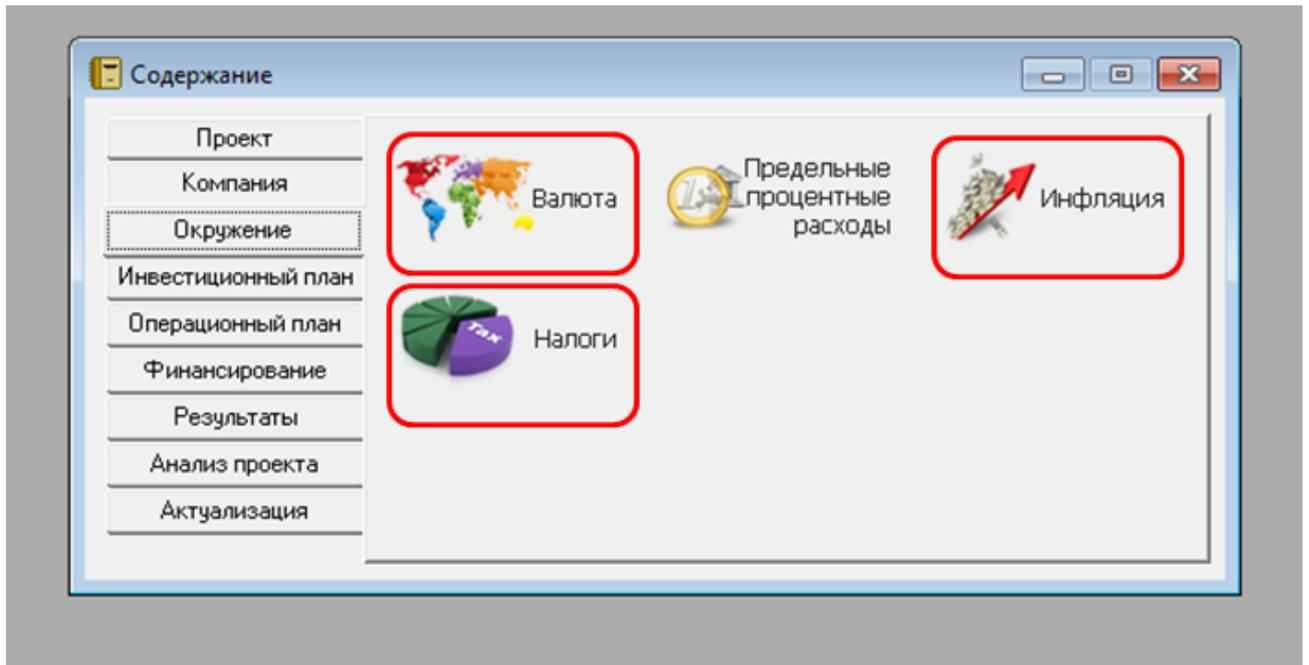 Содержание
Проект
Компания
Окружение
Инвестиционный план
Операционный план
Финансирование
Результаты
Анализ проекта
Актуализация
Валюта
Предельные
процентные
расходы
Инфляция
Tax
Налоги